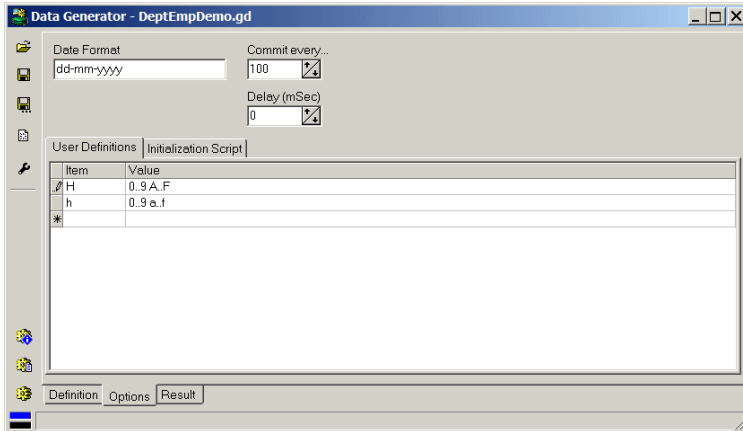 Data Generator - DeptEmpDemo.gd
Date Format
Commit every...
dd-mm-yyyy
100
Delay (mSec)
0
User Definitions Initialization Script
Item Value
H 0..9 A..F
h 0..9 a..f
Definition Options Result